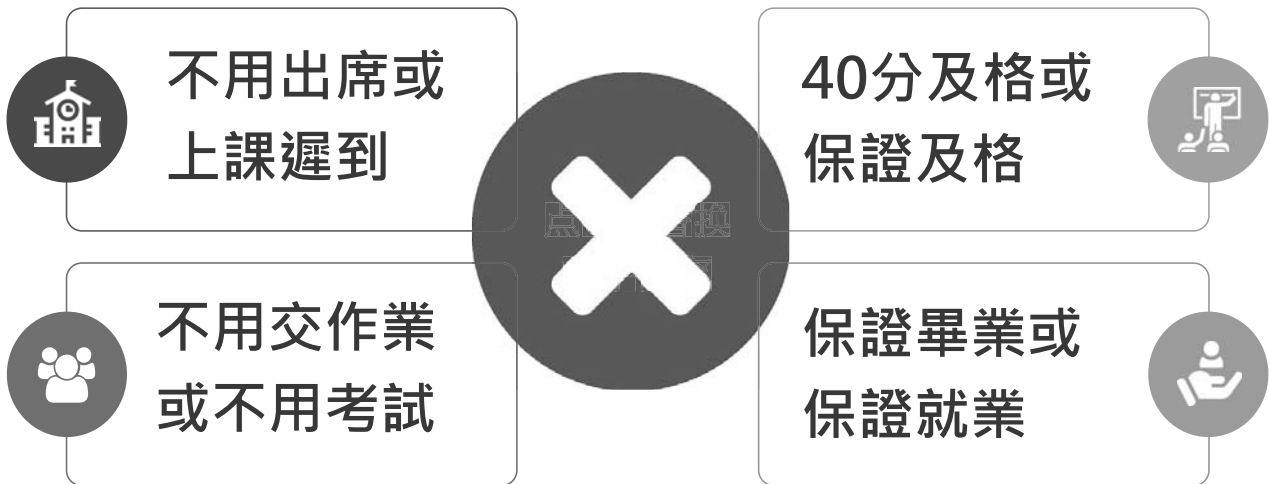 不用出席或
上課遲到
40分及格或
保證及格
不用交作業
或不用考試
保證畢業或
保證就業